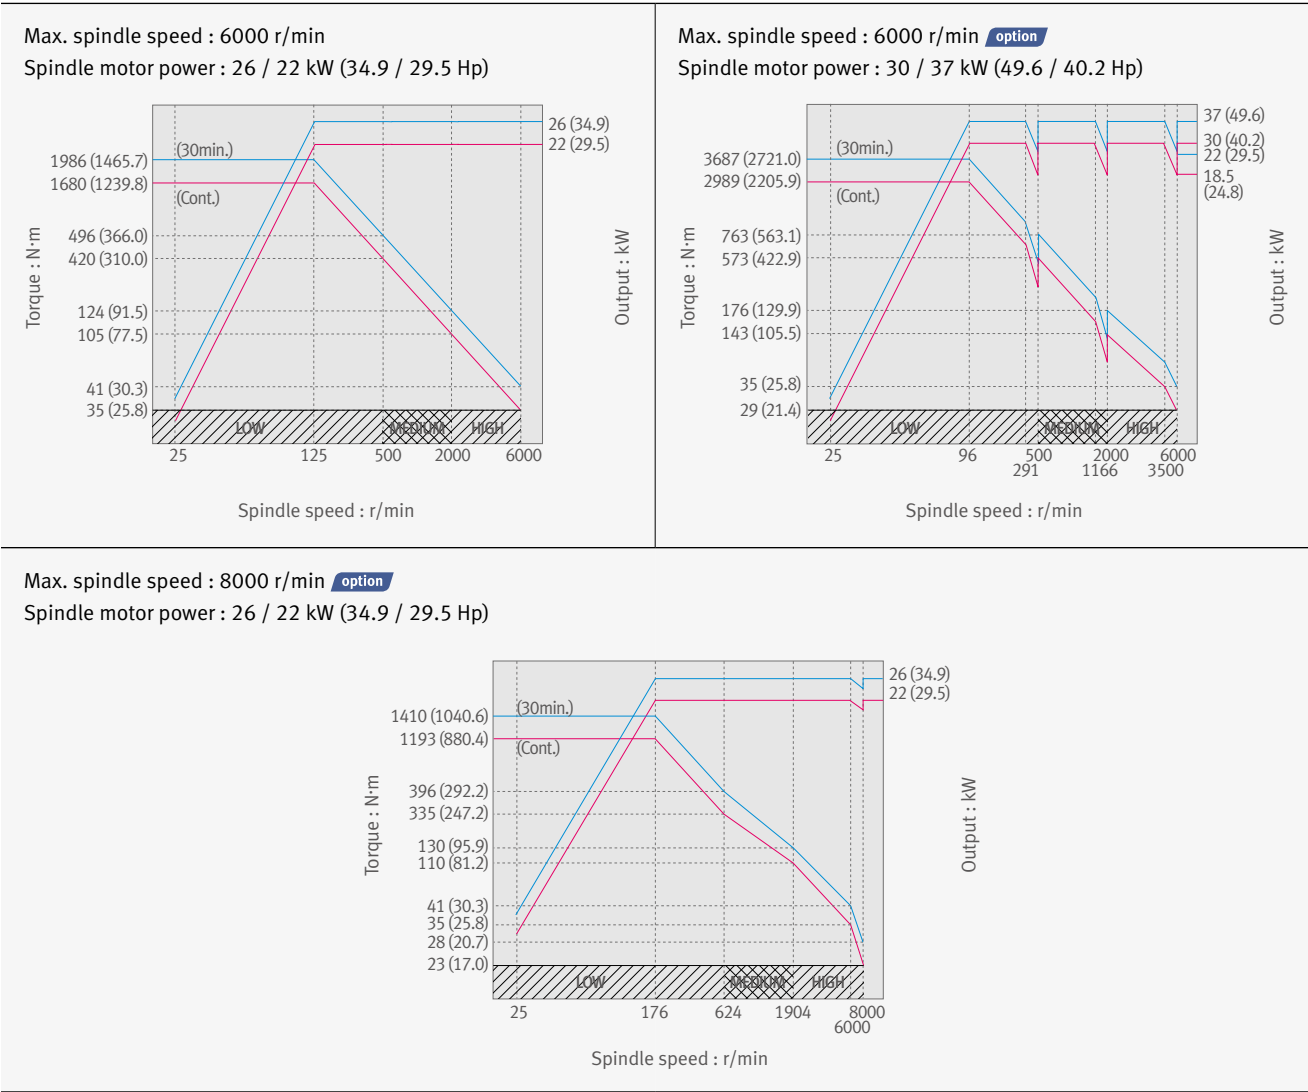 Max. spindle speed : 6000 r/min
Spindle motor power : 26 / 22 kW (34.9 / 29.5 Hp)
26 (34.9)
22 (29.5)
(30min.)
(Cont.)
1986 (1465.7)
1680 (1239.8)
496 (366.0)
420 (310.0)
124 (91.5)
105 (77.5)
41 (30.3)
35 (25.8)
Torque : N·m
Output : kW
LOW MEDIUM HIGH
25 125 500 2000 6000
Spindle speed : r/min
Max. spindle speed : 6000 r/min option
Spindle motor power : 30 / 37 kW (49.6 / 40.2 Hp)
37 (49.6)
30 (40.2)
22 (29.5)
18.5
(24.8)
(30min.)
(Cont.)
3687 (2721.0)
2989 (2205.9)
763 (563.1)
573 (422.9)
176 (129.9)
143 (105.5)
35 (25.8)
29 (21.4)
Torque : N·m
Output : kW
LOW MEDIUM HIGH
25 96 500 2000 6000
291 1166 3500
Spindle speed : r/min
Max. spindle speed : 8000 r/min option
Spindle motor power : 26 / 22 kW (34.9 / 29.5 Hp)
26 (34.9)
22 (29.5)
(30min.)
(Cont.)
1410 (1040.6)
1193 (880.4)
396 (292.2)
335 (247.2)
130 (95.9)
110 (81.2)
41 (30.3)
35 (25.8)
28 (20.7)
23 (17.0)
Torque : N·m
Output : kW
LOW MEDIUM HIGH
25 176 624 1904 8000
6000
Spindle speed : r/min